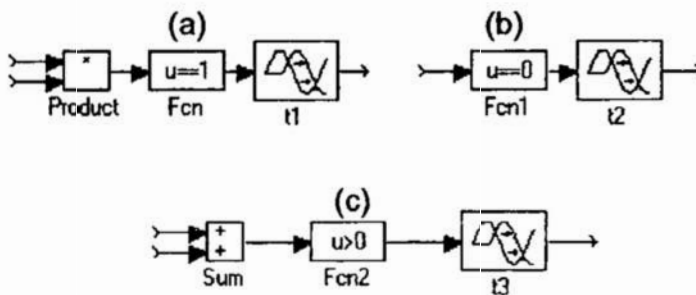 (a)
(b)
*
u==1
u==0
Product
Fcn
t1
Fcn1
t2
(c)
+
+
u>0
Sum
Fcn2
t3